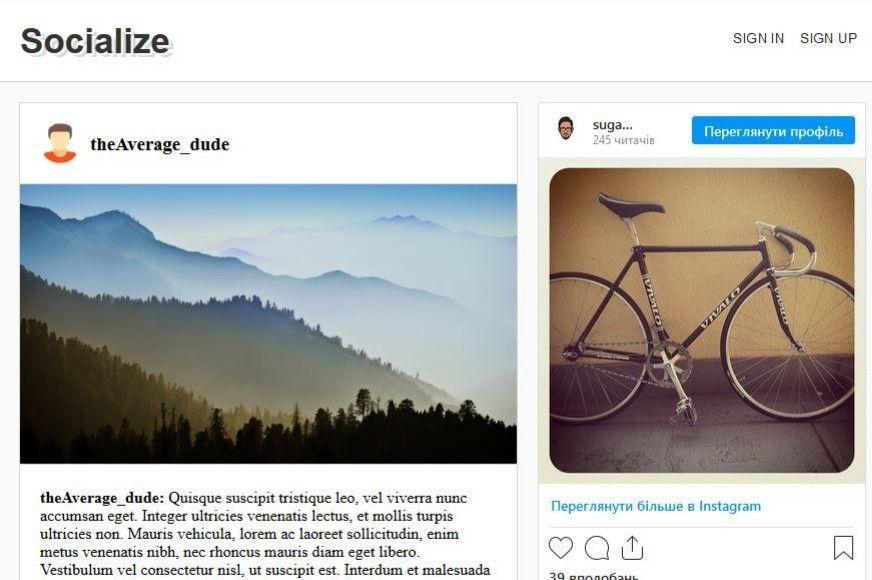 Socialize
SIGN IN SIGN UP
theAverage_dude
theAverage_dude: Quisque suscipit tristique leo, vel viverra nunc
accumsan eget. Integer ultricies venenatis lectus, et mollis turpis
ultricies non. Mauris vehicula, lorem ac laoreet sollicitudin, enim
metus venenatis nibh, nec rhoncus mauris diam eget libero.
Vestibulum vel consectetur nisl, ut suscipit est. Interdum et malesuada
suga...
245 читачів
Переглянути профіль
VIVALO
VIVALO
VIVALO
Переглянути більше в Instagram
39 вподобань